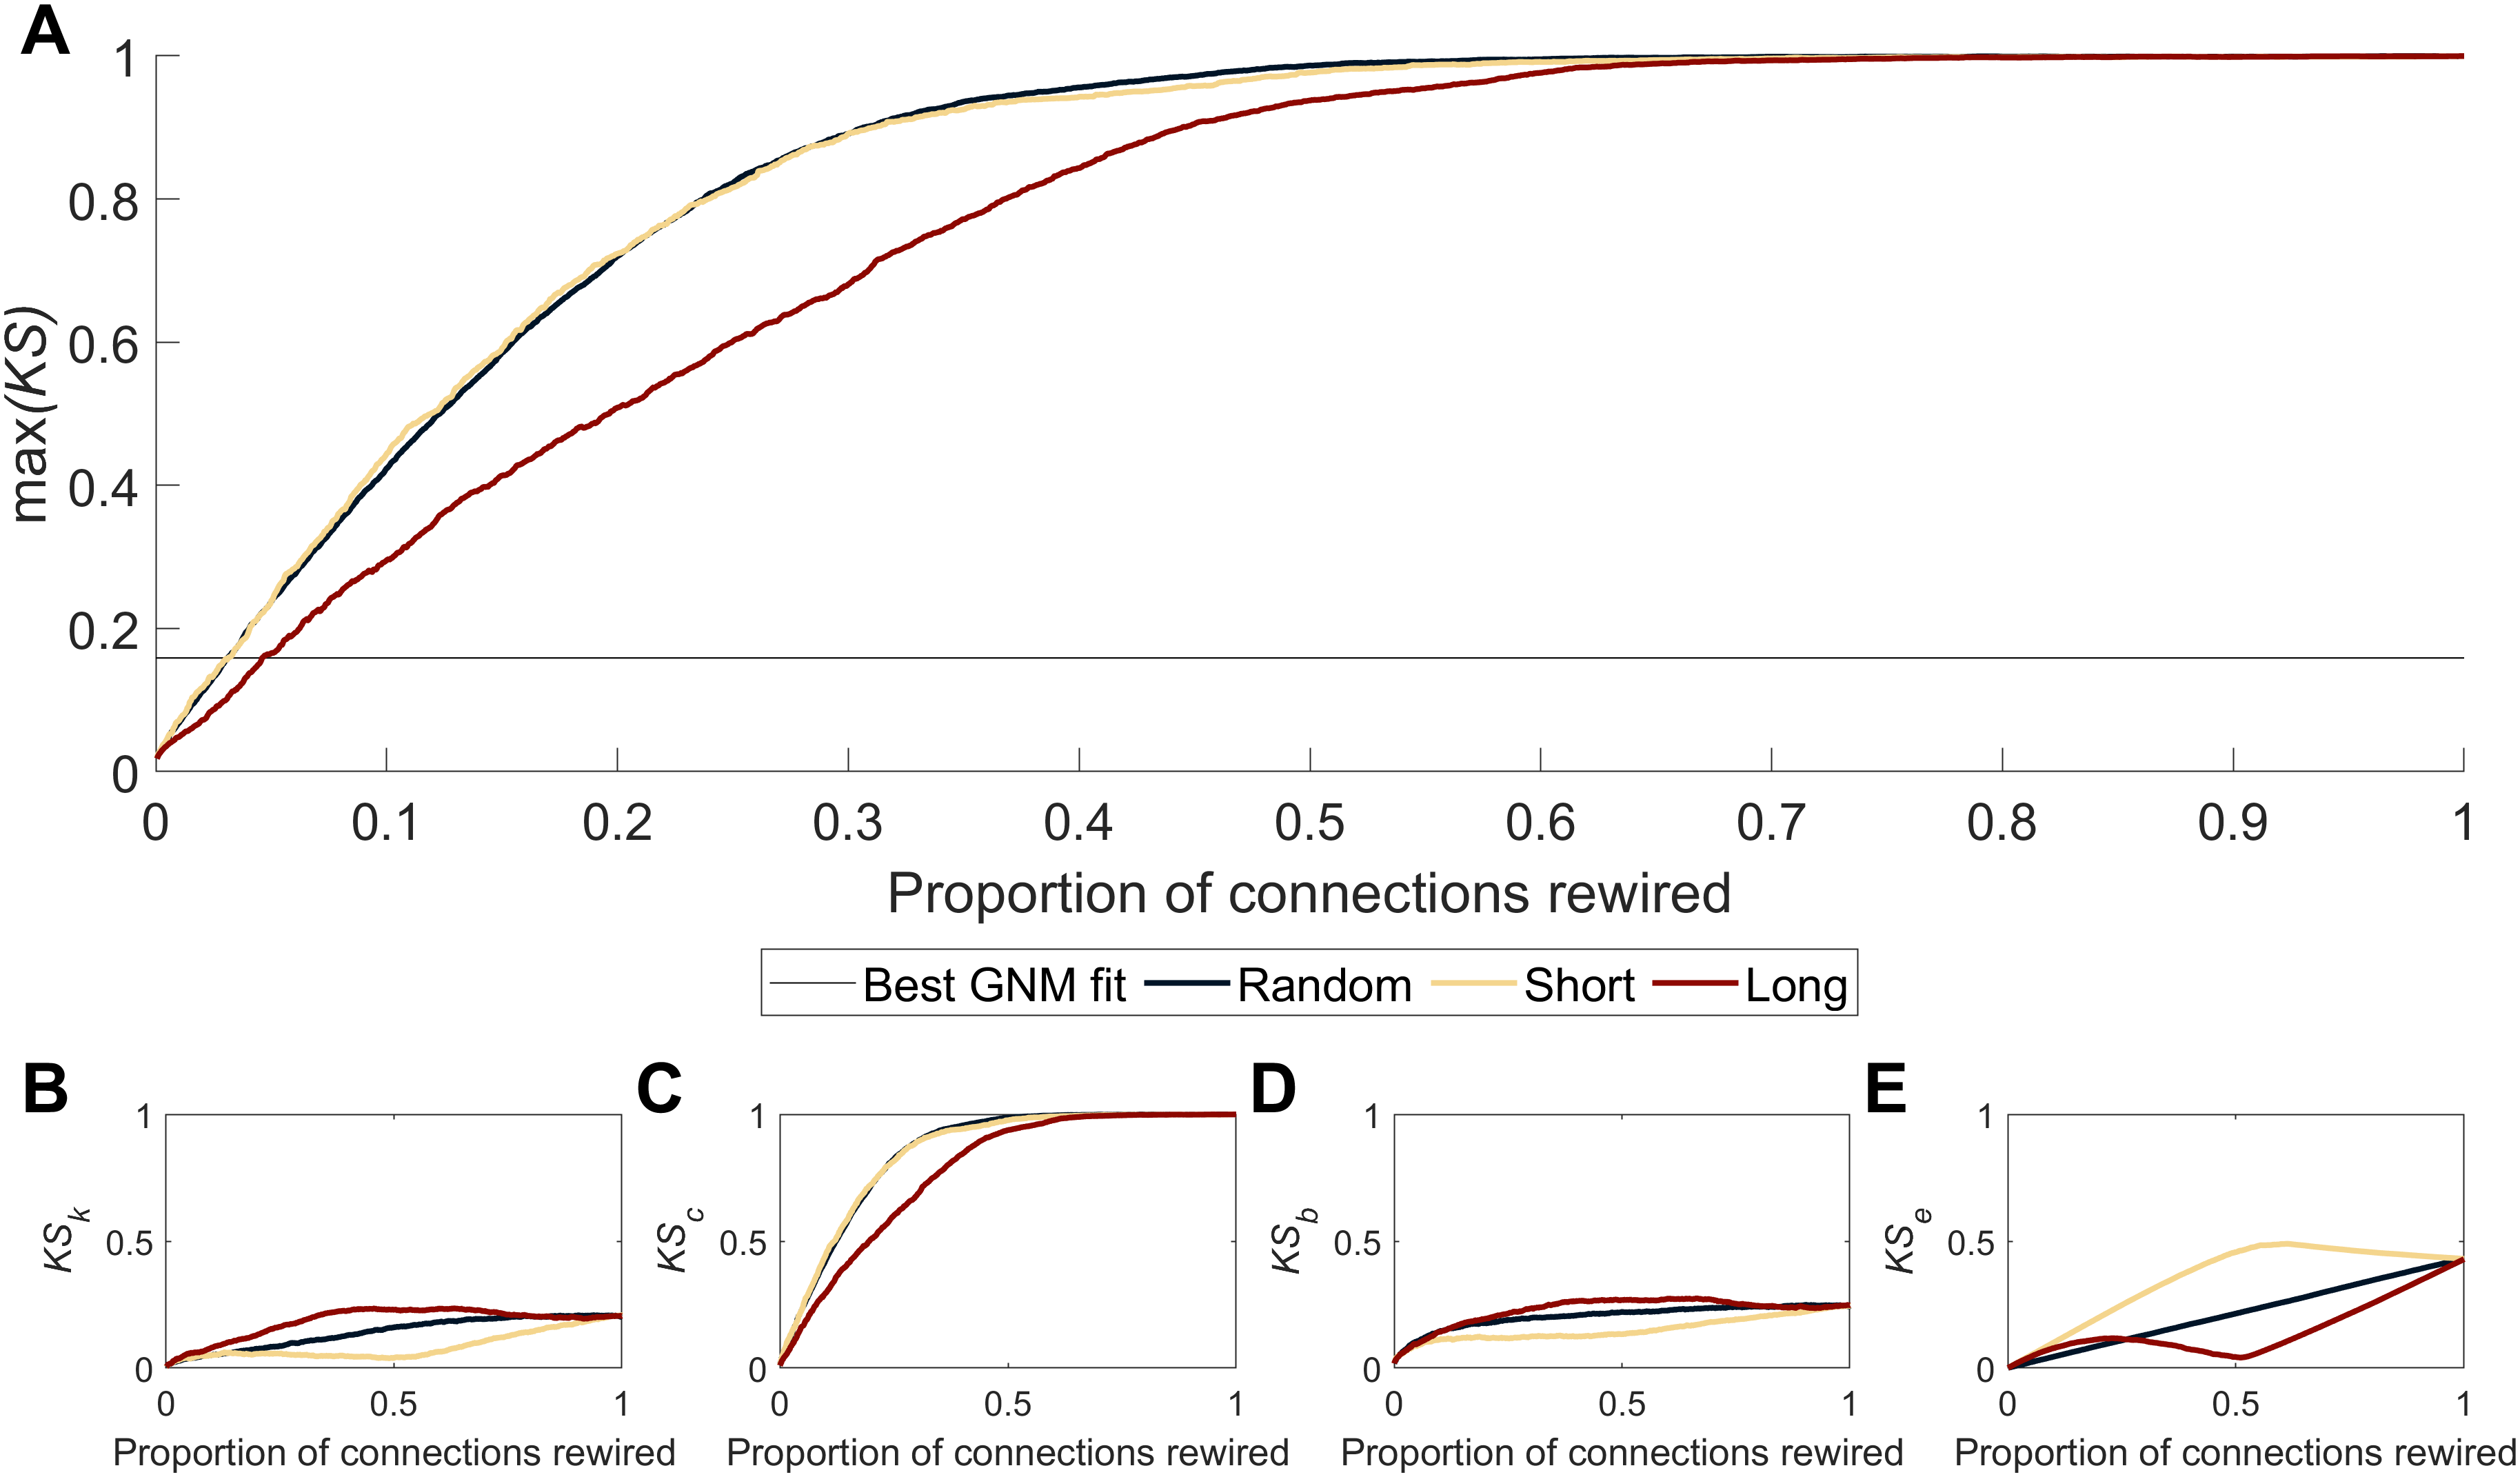 A
max(KS)
1
0.8
0.6
0.4
0.2
0
0 0.1 0.2 0.3 0.4 0.5 0.6 0.7 0.8 0.9 1
Proportion of connections rewired
Best GNM fit Random Short Long
B
KSk
1
0.5
0
0 0.5 1
Proportion of connections rewired
C
KSc
1
0.5
0
0 0.5 1
Proportion of connections rewired
D
KSb
1
0.5
0
0 0.5 1
Proportion of connections rewired
E
KSe
1
0.5
0
0 0.5 1
Proportion of connections rewired